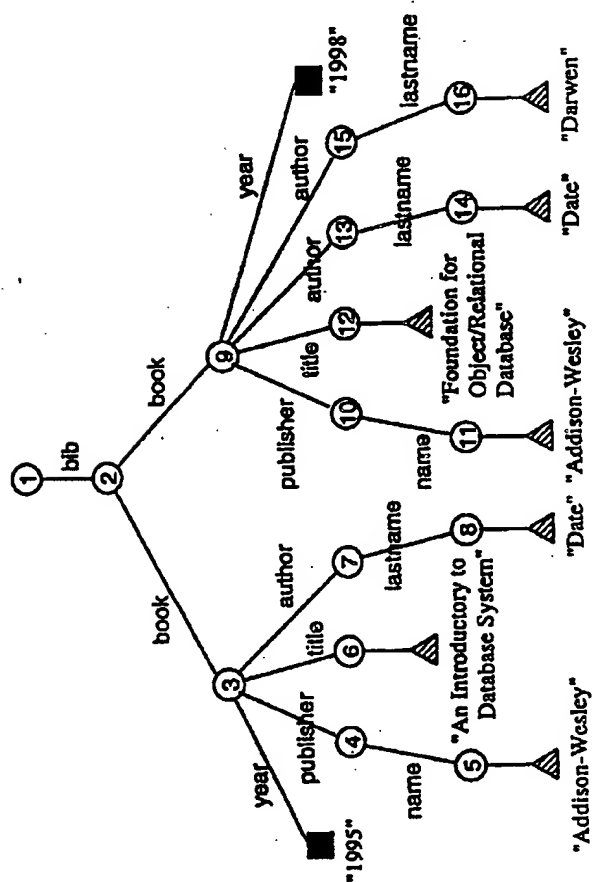 1
bib
2
book
book
3
9
year
publisher
title
author
publisher
title
author
author
year
"1995"
4
6
7
10
12
13
15
"1998"
name
lastname
name
lastname
lastname
5
"An Introductory to
Database System"
8
11
"Foundation for
Object/Relational
Database"
14
16
"Addison-Wesley"
"Date"
"Addison-Wesley"
"Date"
"Darwen"